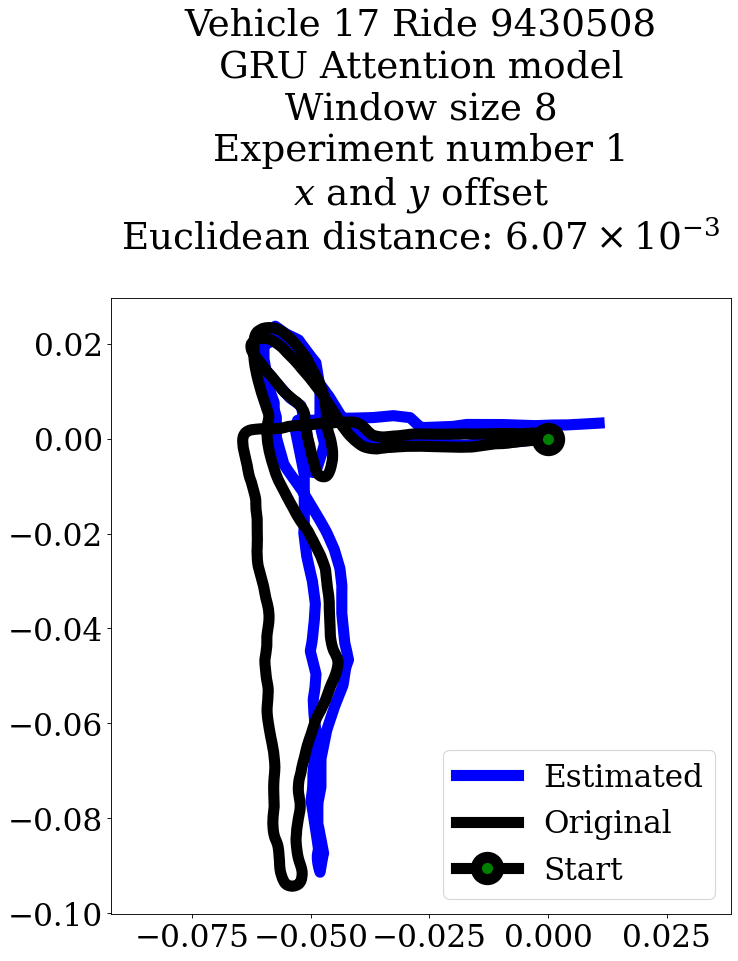 Vehicle 17 Ride 9430508
GRU Attention model
Window size 8
Experiment number 1
x and y offset
Euclidean distance: 6.07 × 10⁻³
0.02
0.00
−0.02
−0.04
−0.06
−0.08
−0.10
Estimated
Original
Start
−0.075 −0.050 −0.025 0.000 0.025